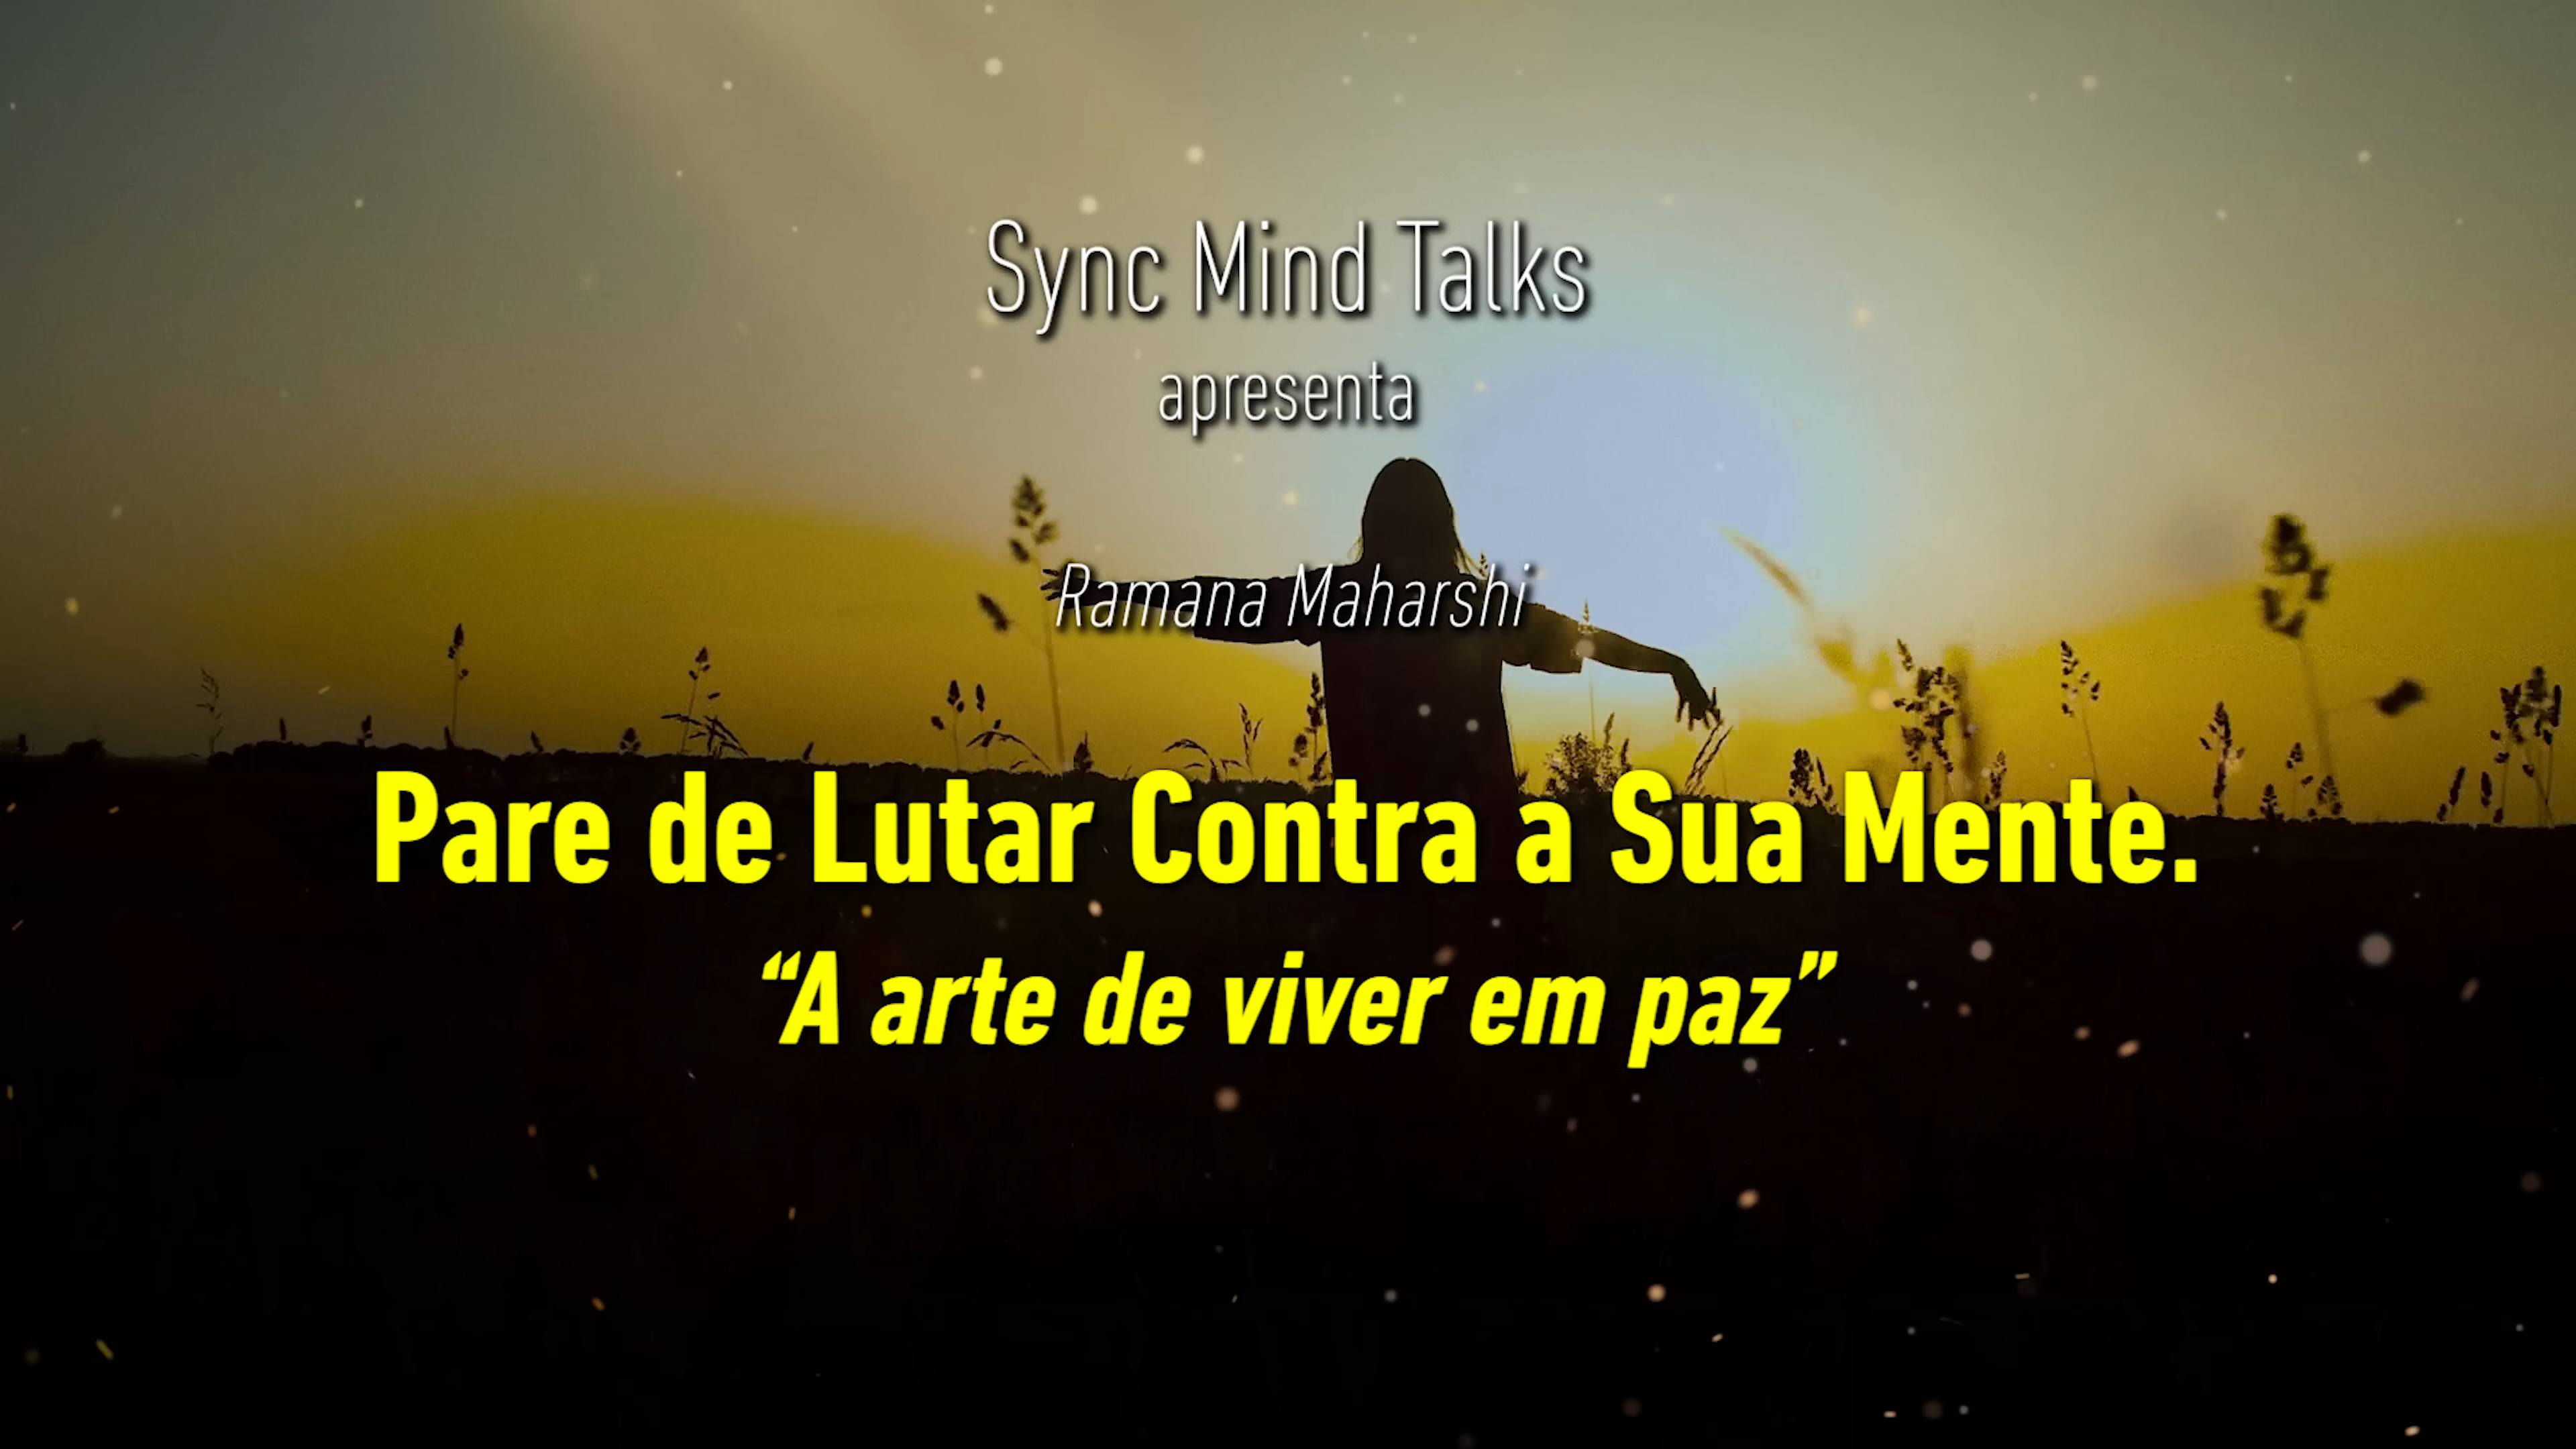 Sync Mind Talks
apresenta
Ramana Maharshi
Pare de Lutar Contra a Sua Mente.
“A arte de viver em paz”